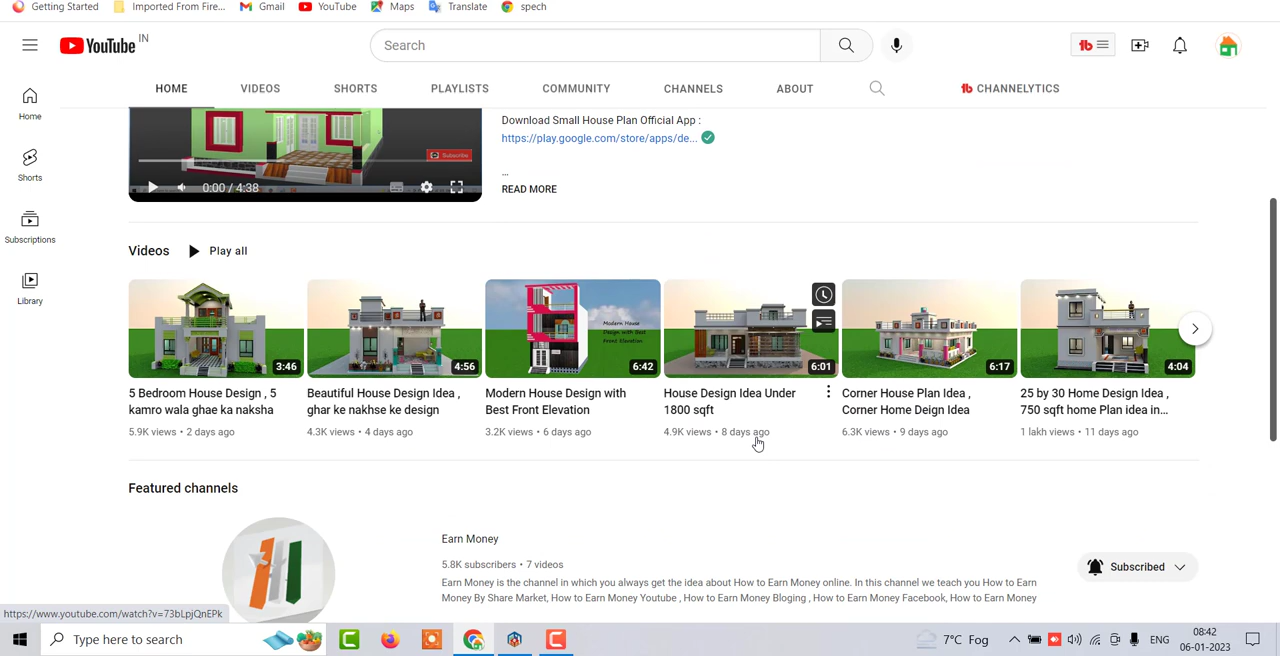 Getting Started Imported From Fire... Gmail YouTube Maps Translate spech
YouTube IN
Search
tb
HOME VIDEOS SHORTS PLAYLISTS COMMUNITY CHANNELS ABOUT tb CHANNELYTICS
Home
Shorts
Subscriptions
Library
Subscribe
0:00 / 4:38
Download Small House Plan Official App :
https://play.google.com/store/apps/de...
...
READ MORE
Videos Play all
Modern House
Design with Best
Front Elevation
3:46 4:56 6:42 6:01 6:17 4:04
5 Bedroom House Design , 5
kamro wala ghae ka naksha
5.9K views • 2 days ago
Beautiful House Design Idea ,
ghar ke nakhse ke design
4.3K views • 4 days ago
Modern House Design with
Best Front Elevation
3.2K views • 6 days ago
House Design Idea Under
1800 sqft
4.9K views • 8 days ago
Corner House Plan Idea ,
Corner Home Deign Idea
6.3K views • 9 days ago
25 by 30 Home Design Idea ,
750 sqft home Plan idea in...
1 lakh views • 11 days ago
Featured channels
Earn Money
5.8K subscribers • 7 videos
Earn Money is the channel in which you always get the idea about How to Earn Money online. In this channel we teach you How to Earn
Money By Share Market, How to Earn Money Youtube , How to Earn Money Bloging , How to Earn Money Facebook, How to Earn Money
Subscribed
https://www.youtube.com/watch?v=73bLpjQnEPk
Type here to search
7°C Fog
ENG
08:42
06-01-2023